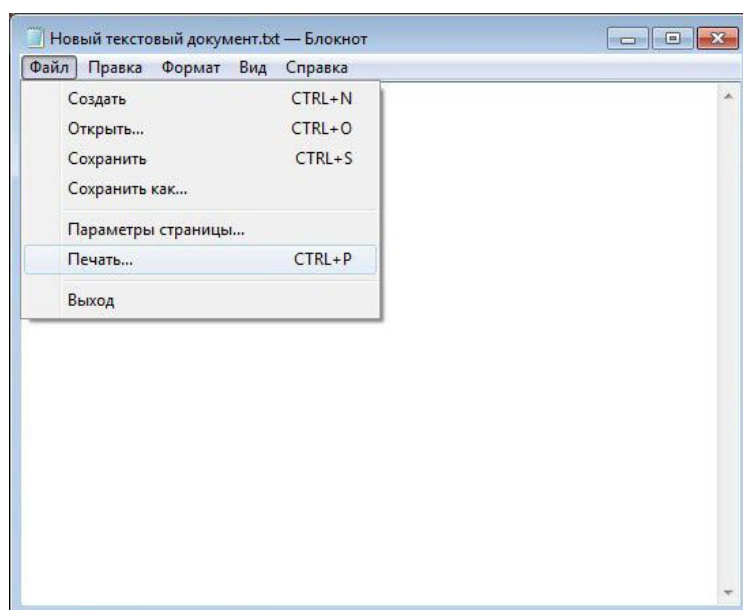 Новый текстовый документ.txt — Блокнот
Файл Правка Формат Вид Справка
Создать CTRL+N
Открыть... CTRL+O
Сохранить CTRL+S
Сохранить как...
Параметры страницы...
Печать... CTRL+P
Выход